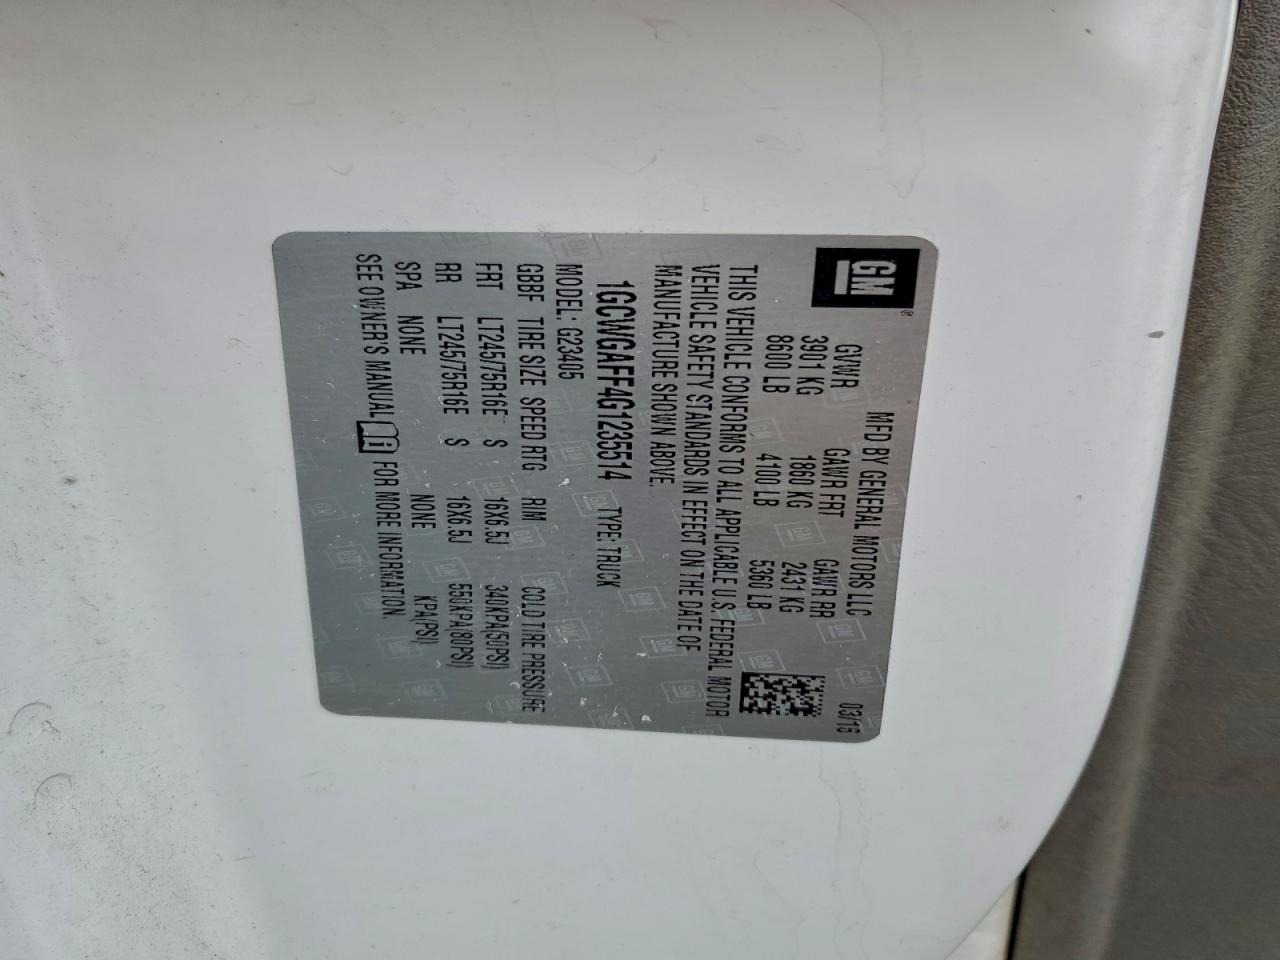 GM®
MFD BY GENERAL MOTORS LLC 03/15
GVWR GAWR FRT GAWR RR
3901 KG 1860 KG 2431 KG
8600 LB 4100 LB 5360 LB
THIS VEHICLE CONFORMS TO ALL APPLICABLE U.S. FEDERAL MOTOR
VEHICLE SAFETY STANDARDS IN EFFECT ON THE DATE OF
MANUFACTURE SHOWN ABOVE.
1GCWGAFF4G1235514 TYPE: TRUCK
MODEL: G23405
GBBF TIRE SIZE SPEED RTG RIM COLD TIRE PRESSURE
FRT LT245/75R16E S 16X6.5J 340KPA(50PSI)
RR LT245/75R16E S 16X6.5J 550KPA(80PSI)
SPA NONE NONE KPA(PSI)
SEE OWNER'S MANUAL FOR MORE INFORMATION.